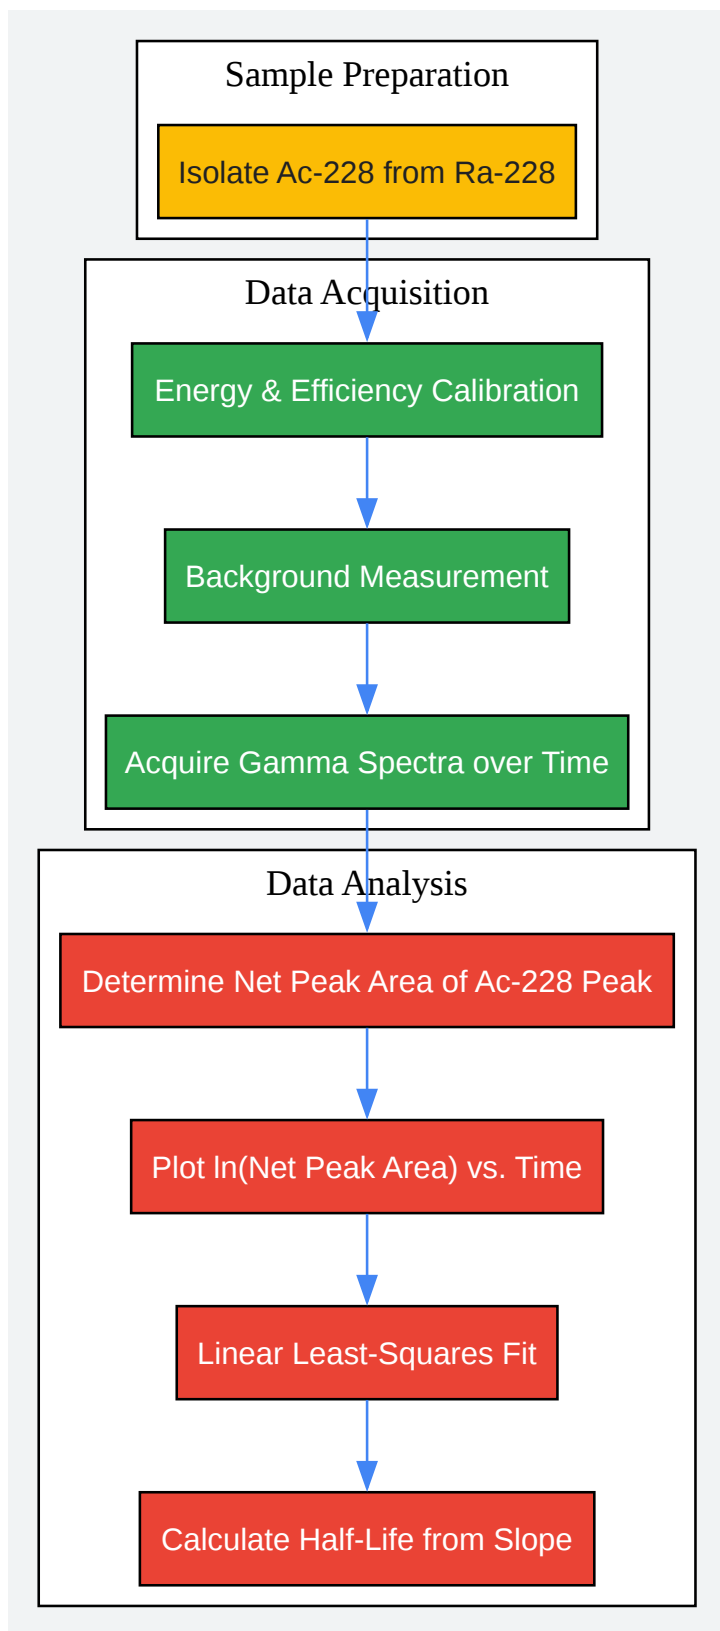 Sample Preparation
Isolate Ac-228 from Ra-228
Data Acquisition
Energy & Efficiency Calibration
Background Measurement
Acquire Gamma Spectra over Time
Data Analysis
Determine Net Peak Area of Ac-228 Peak
Plot ln(Net Peak Area) vs. Time
Linear Least-Squares Fit
Calculate Half-Life from Slope